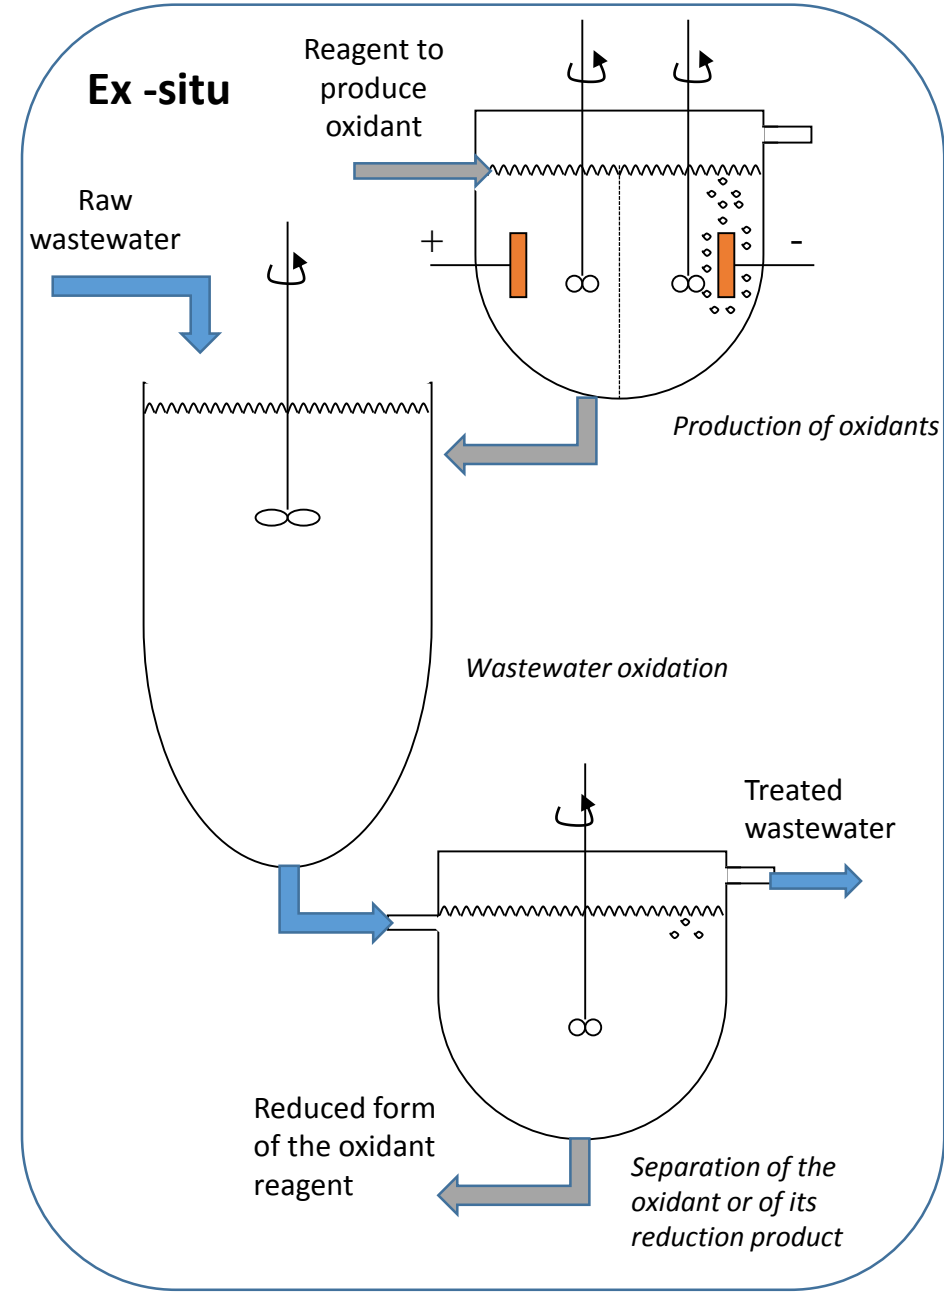 Ex -situ
Reagent to
produce
oxidant
Raw
wastewater
+
-
Production of oxidants
Wastewater oxidation
Treated
wastewater
Reduced form
of the oxidant
reagent
Separation of the
oxidant or of its
reduction product